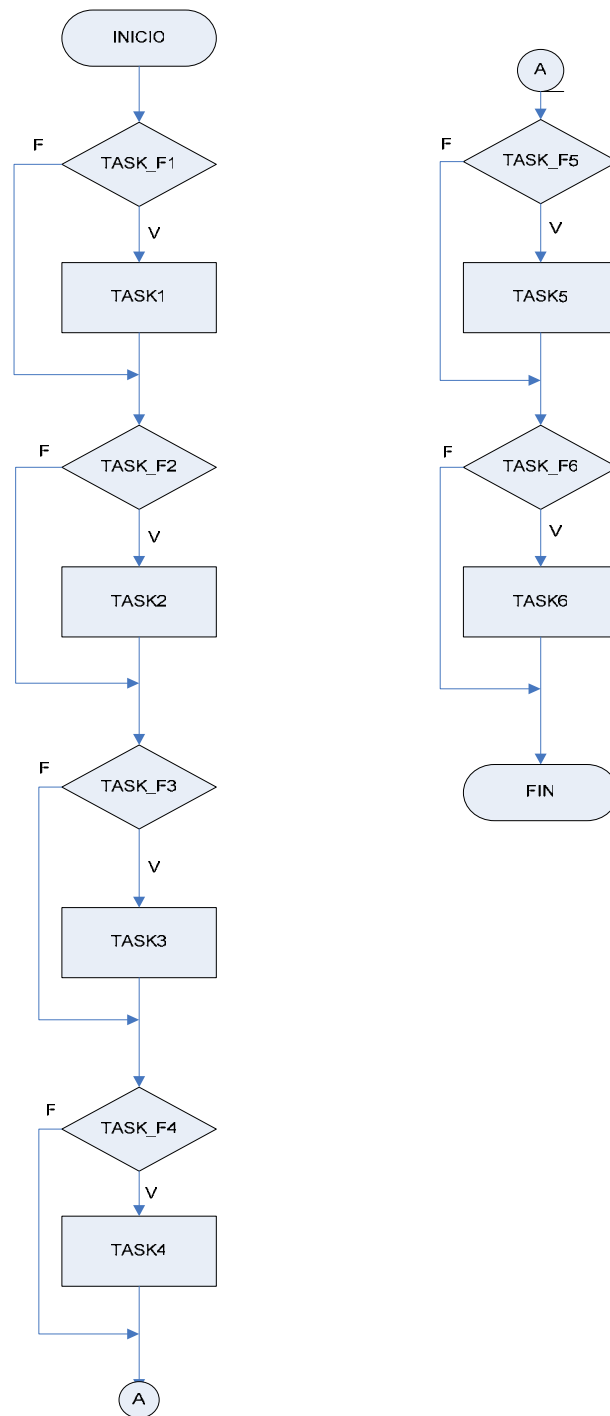 INICIO
F
TASK_F1
V
TASK1
F
TASK_F2
V
TASK2
F
TASK_F3
V
TASK3
F
TASK_F4
V
TASK4
A
A
F
TASK_F5
V
TASK5
F
TASK_F6
V
TASK6
FIN